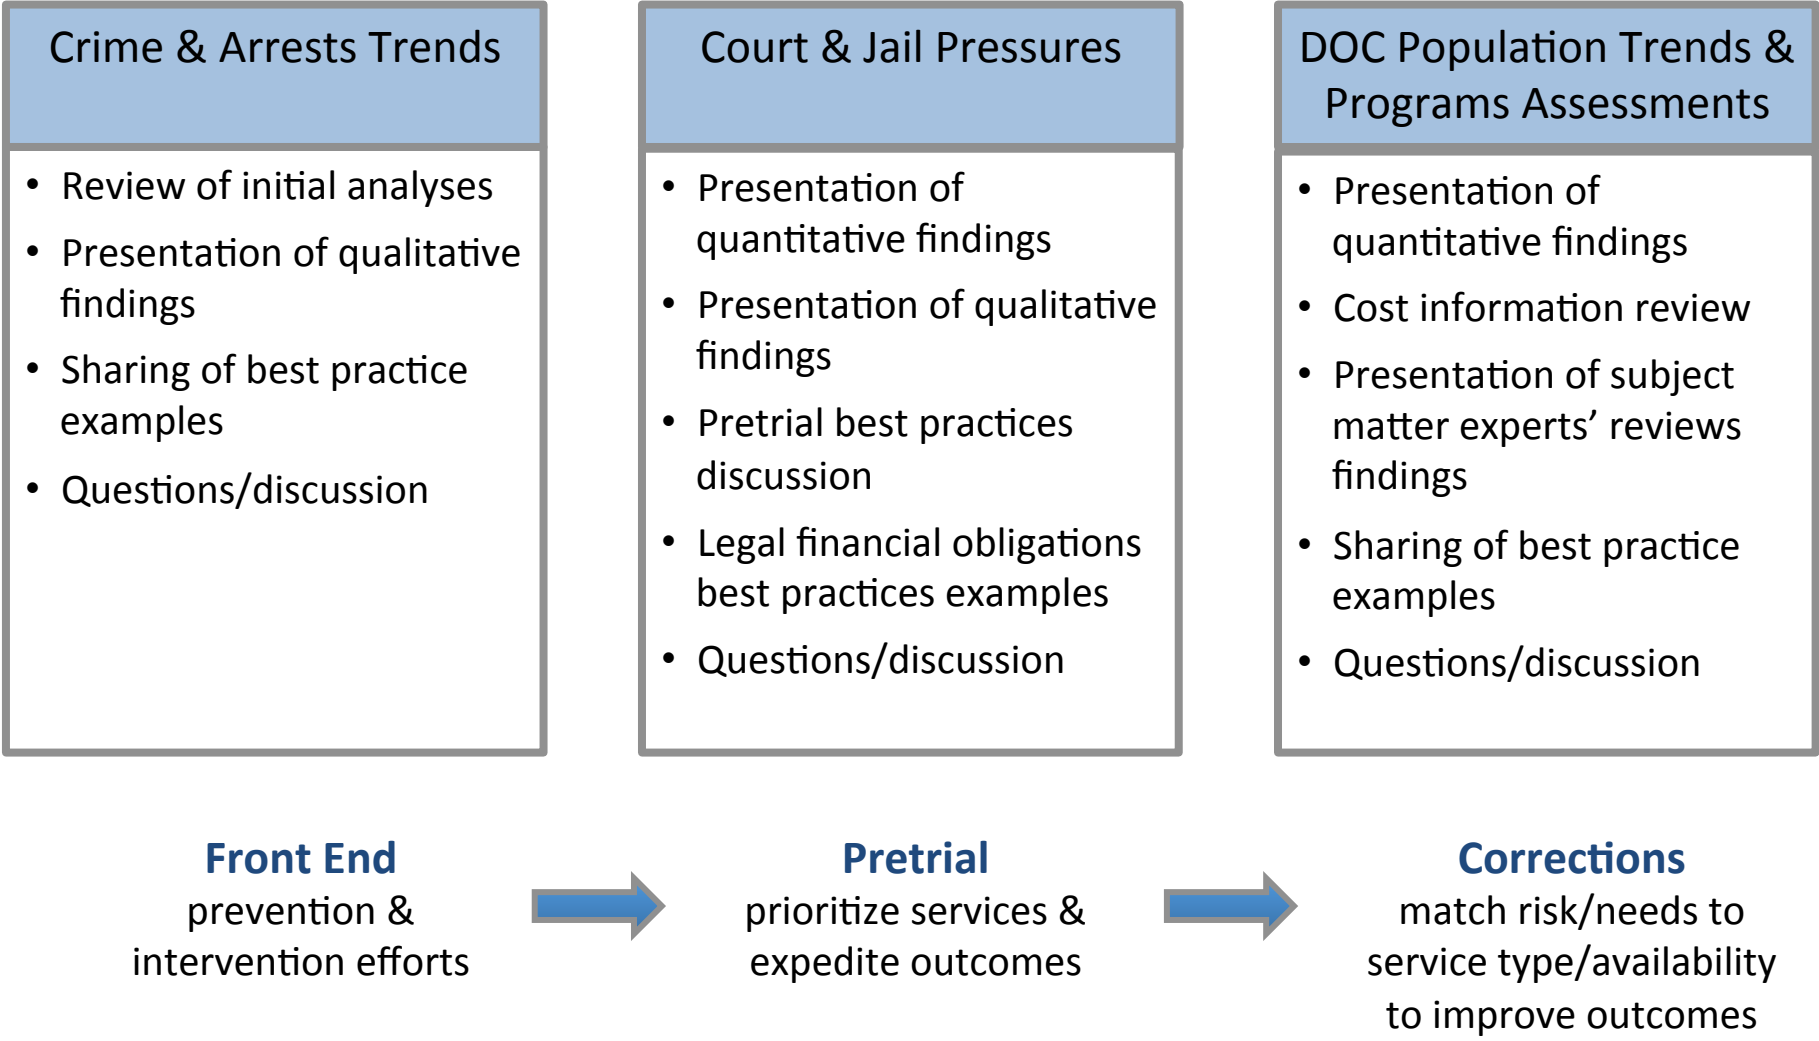 Crime & Arrests Trends
• Review of initial analyses
• Presentation of qualitative
findings
• Sharing of best practice
examples
• Questions/discussion
Court & Jail Pressures
• Presentation of
quantitative findings
• Presentation of qualitative
findings
• Pretrial best practices
discussion
• Legal financial obligations
best practices examples
• Questions/discussion
DOC Population Trends &
Programs Assessments
• Presentation of
quantitative findings
• Cost information review
• Presentation of subject
matter experts’ reviews
findings
• Sharing of best practice
examples
• Questions/discussion
Front End
prevention &
intervention efforts
Pretrial
prioritize services &
expedite outcomes
Corrections
match risk/needs to
service type/availability
to improve outcomes